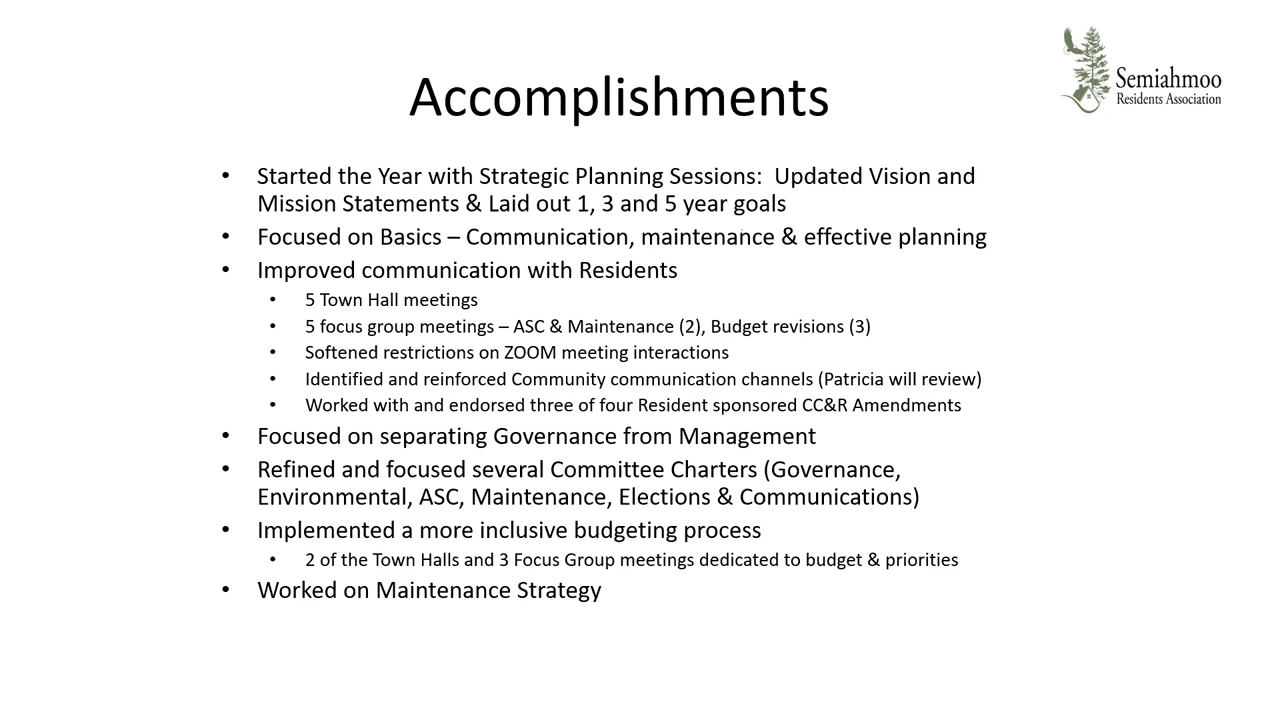 Semiahmoo
Residents Association
Accomplishments
• Started the Year with Strategic Planning Sessions:  Updated Vision and
Mission Statements & Laid out 1, 3 and 5 year goals
• Focused on Basics – Communication, maintenance & effective planning
• Improved communication with Residents
• 5 Town Hall meetings
• 5 focus group meetings – ASC & Maintenance (2), Budget revisions (3)
• Softened restrictions on ZOOM meeting interactions
• Identified and reinforced Community communication channels (Patricia will review)
• Worked with and endorsed three of four Resident sponsored CC&R Amendments
• Focused on separating Governance from Management
• Refined and focused several Committee Charters (Governance,
Environmental, ASC, Maintenance, Elections & Communications)
• Implemented a more inclusive budgeting process
• 2 of the Town Halls and 3 Focus Group meetings dedicated to budget & priorities
• Worked on Maintenance Strategy